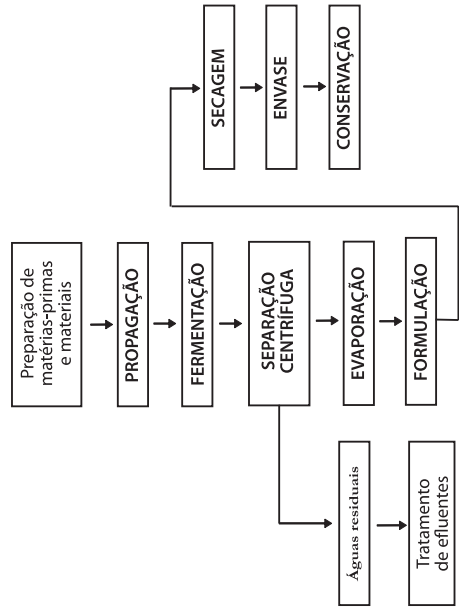 Preparação de
matérias-primas
e materiais
PROPAGAÇÃO
FERMENTAÇÃO
SEPARAÇÃO
CENTRÍFUGA
EVAPORAÇÃO
FORMULAÇÃO
SECAGEM
ENVASE
CONSERVAÇÃO
Águas residuais
Tratamento
de efluentes